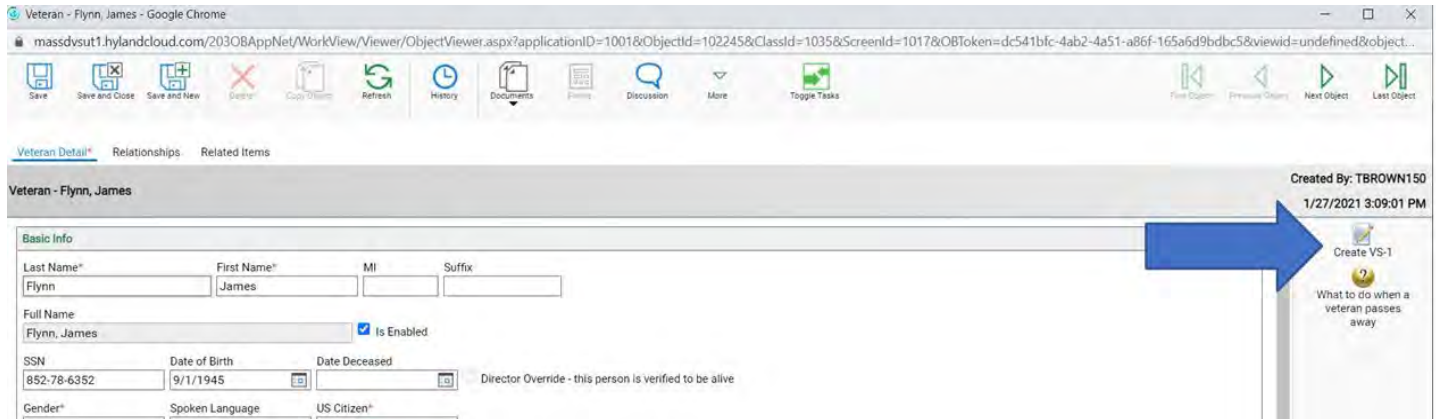 Veteran - Flynn, James - Google Chrome
massdvsut1.hylandcloud.com/203OBAppNet/WorkView/Viewer/ObjectViewer.aspx?applicationID=1001&ObjectId=102245&ClassId=1035&ScreenId=1017&OBToken=dc541bfc-4ab2-4a51-a86f-165a6d9bdbc5&viewid=undefined&object...
Save Save and Close Save and New Delete Copy Object Refresh History Documents Discussion More Toggle Tasks First Object Previous Object Next Object Last Object
Veteran Detail* Relationships Related Items
Veteran - Flynn, James
Created By: TBROWN150
1/27/2021 3:09:01 PM
Basic Info
Last Name* First Name* MI Suffix
Flynn James
Full Name
Flynn, James Is Enabled
SSN Date of Birth Date Deceased
852-78-6352 9/1/1945 Director Override - this person is verified to be alive
Gender* Spoken Language US Citizen*
Create VS-1
What to do when a
veteran passes
away